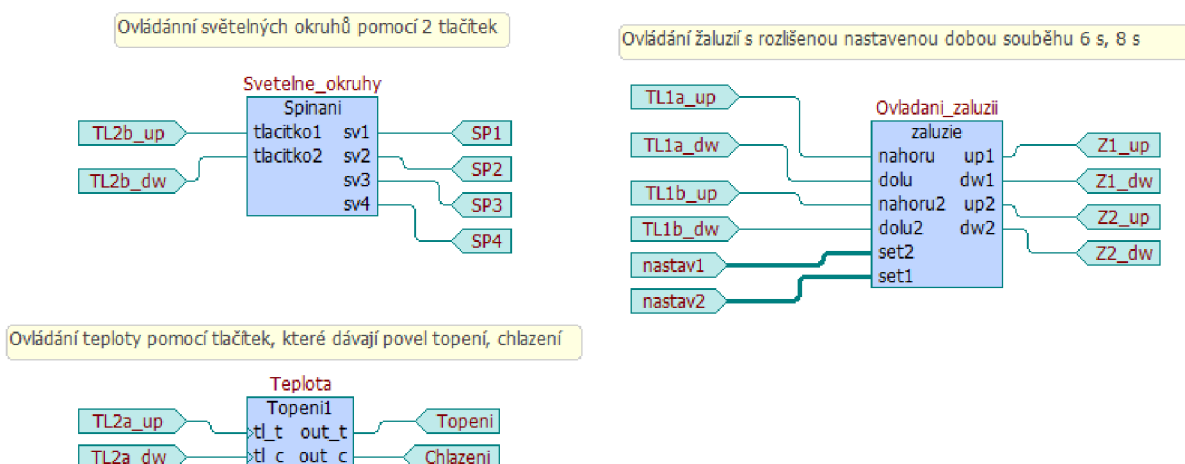 Ovládánní světelných okruhů pomocí 2 tlačítek
Svetelne_okruhy
Spinani
TL2b_up tlacitko1 sv1 SP1
TL2b_dw tlacitko2 sv2 SP2
sv3 SP3
sv4 SP4
Ovládání žaluzií s rozlišenou nastavenou dobou souběhu 6 s, 8 s
Ovladani_zaluzii
zaluzie
TL1a_up nahoru up1 Z1_up
TL1a_dw dolu dw1 Z1_dw
TL1b_up nahoru2 up2 Z2_up
TL1b_dw dolu2 dw2 Z2_dw
nastav1 set2
nastav2 set1
Ovládání teploty pomocí tlačítek, které dávají povel topení, chlazení
Teplota
Topeni1
TL2a_up tl_t out_t Topeni
TL2a_dw tl_c out_c Chlazeni